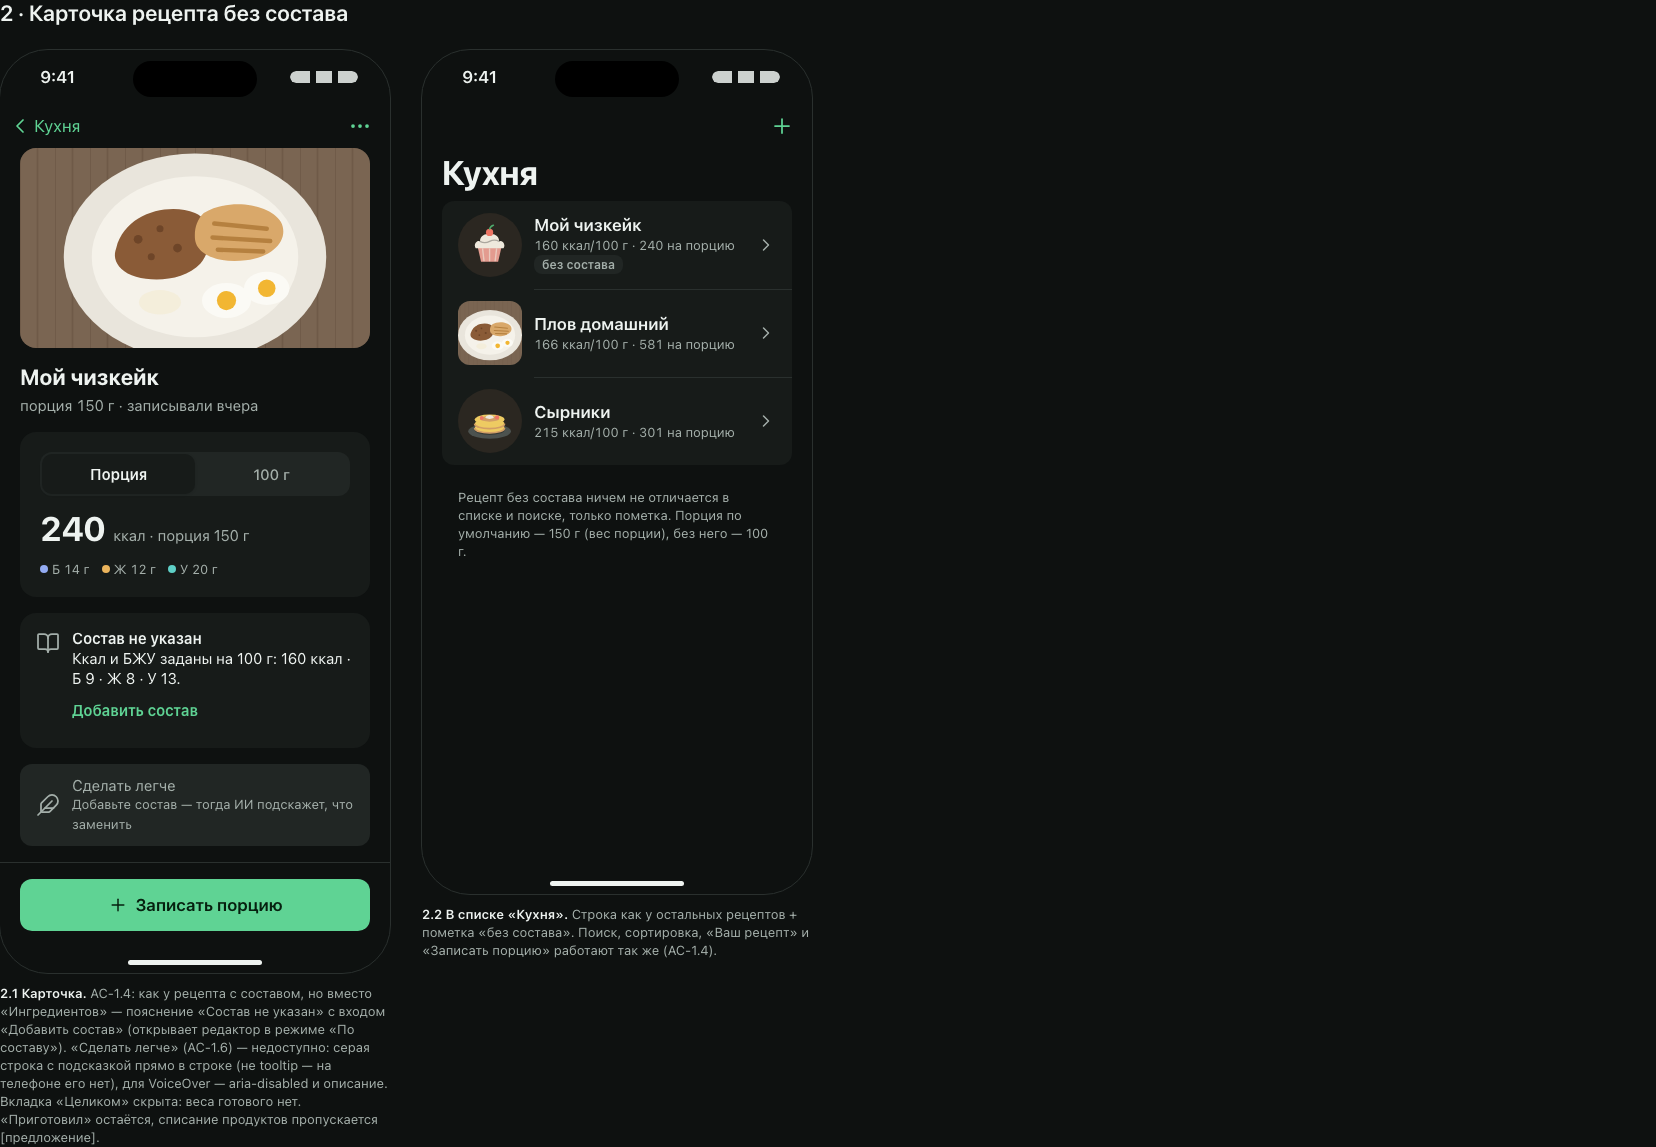 2 · Карточка рецепта без состава
9:41
Кухня
Мой чизкейк
порция 150 г · записывали вчера
Порция
100 г
240 ккал · порция 150 г
Б 14 г Ж 12 г У 20 г
Состав не указан
Ккал и БЖУ заданы на 100 г: 160 ккал ·
Б 9 · Ж 8 · У 13.
Добавить состав
Сделать легче
Добавьте состав — тогда ИИ подскажет, что
заменить
Записать порцию
2.1 Карточка. АС-1.4: как у рецепта с составом, но вместо
«Ингредиентов» — пояснение «Состав не указан» с входом
«Добавить состав» (открывает редактор в режиме «По
составу»). «Сделать легче» (АС-1.6) — недоступно: серая
строка с подсказкой прямо в строке (не tooltip — на
телефоне его нет), для VoiceOver — aria-disabled и описание.
Вкладка «Целиком» скрыта: веса готового нет.
«Приготовил» остаётся, списание продуктов пропускается
[предложение].
9:41
Кухня
Мой чизкейк
160 ккал/100 г · 240 на порцию
без состава
Плов домашний
166 ккал/100 г · 581 на порцию
Сырники
215 ккал/100 г · 301 на порцию
Рецепт без состава ничем не отличается в
списке и поиске, только пометка. Порция по
умолчанию — 150 г (вес порции), без него — 100
г.
2.2 В списке «Кухня». Строка как у остальных рецептов +
пометка «без состава». Поиск, сортировка, «Ваш рецепт» и
«Записать порцию» работают так же (АС-1.4).